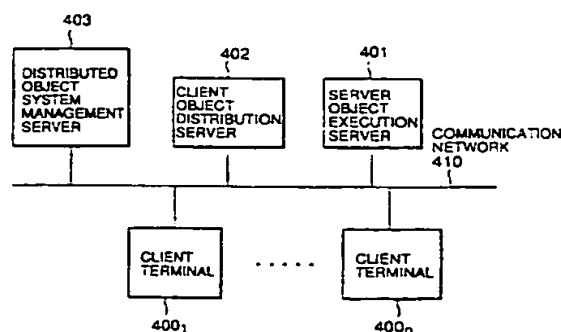 403
402
401
DISTRIBUTED
OBJECT
SYSTEM
MANAGEMENT
SERVER
CLIENT
OBJECT
DISTRIBUTION
SERVER
SERVER
OBJECT
EXECUTION
SERVER
COMMUNICATION
NETWORK
410
CLIENT
TERMINAL
.....
CLIENT
TERMINAL
400₁
400ₙ